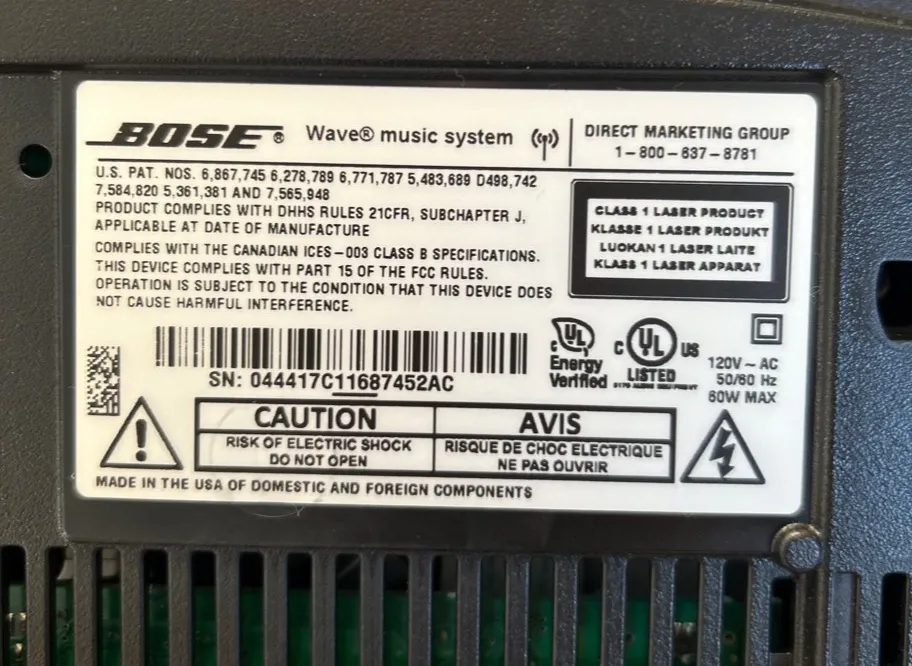 BOSE® Wave® music system
DIRECT MARKETING GROUP
1-800-637-8781
U.S. PAT. NOS. 6,867,745 6,278,789 6,771,787 5,483,689 D498,742
7,584,820 5,361,381 AND 7,565,948
PRODUCT COMPLIES WITH DHHS RULES 21CFR, SUBCHAPTER J,
APPLICABLE AT DATE OF MANUFACTURE
COMPLIES WITH THE CANADIAN ICES-003 CLASS B SPECIFICATIONS.
THIS DEVICE COMPLIES WITH PART 15 OF THE FCC RULES.
OPERATION IS SUBJECT TO THE CONDITION THAT THIS DEVICE DOES
NOT CAUSE HARMFUL INTERFERENCE.
CLASS 1 LASER PRODUCT
KLASSE 1 LASER PRODUKT
LUOKAN 1 LASER LAITE
KLASS 1 LASER APPARAT
SN: 044417C11687452AC
c UL
Energy
Verified
c UL US
LISTED
120V ~ AC
50/60 Hz
60W MAX
CAUTION
RISK OF ELECTRIC SHOCK
DO NOT OPEN
AVIS
RISQUE DE CHOC ELECTRIQUE
NE PAS OUVRIR
MADE IN THE USA OF DOMESTIC AND FOREIGN COMPONENTS